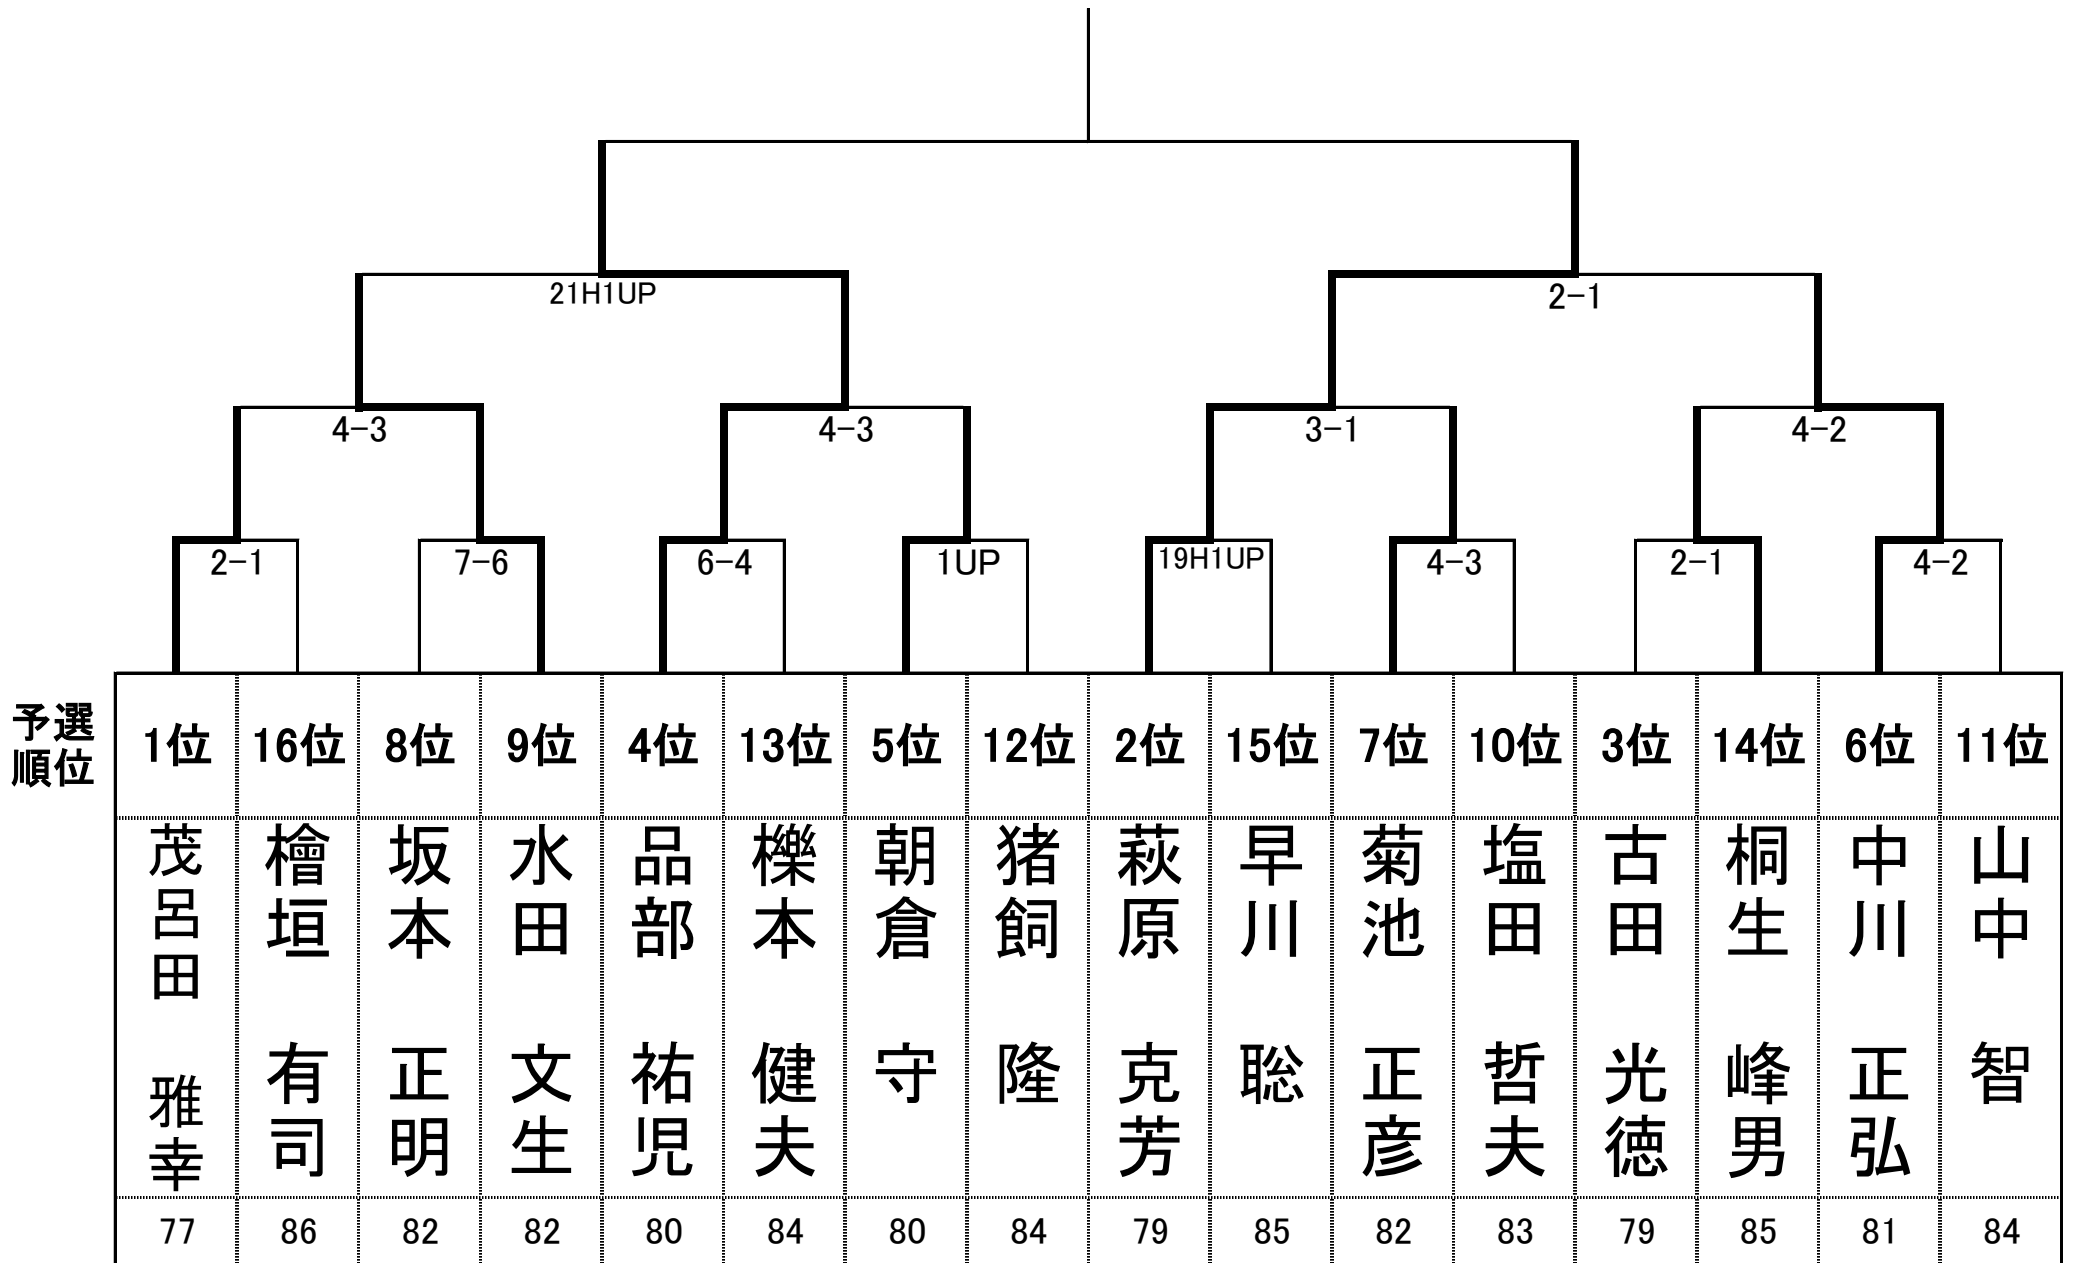 21H1UP
2-1
4-3
4-3
3-1
4-2
2-1
7-6
6-4
1UP
19H1UP
4-3
2-1
4-2
予選
順位
1位 16位 8位 9位 4位 13位 5位 12位 2位 15位 7位 10位 3位 14位 6位 11位
茂呂田 雅幸
檜垣 有司
坂本 正明
水田 文生
品部 祐児
櫟本 健夫
朝倉 守
猪飼 隆
萩原 克芳
早川 聡
菊池 正彦
塩田 哲夫
古田 光徳
桐生 峰男
中川 正弘
山中 智
77 86 82 82 80 84 80 84 79 85 82 83 79 85 81 84